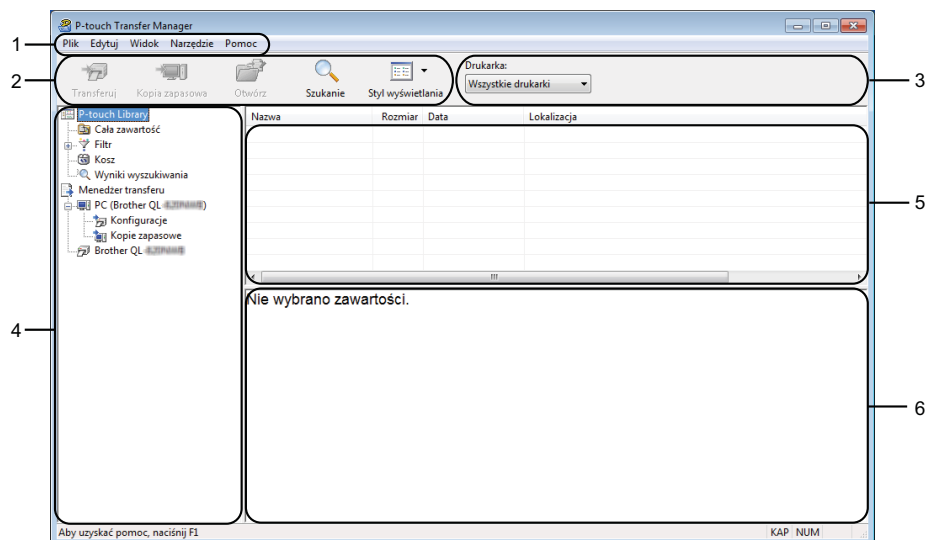 P-touch Transfer Manager
1
Plik Edytuj Widok Narzędzie Pomoc
2
Transferuj Kopia zapasowa Otwórz Szukanie Styl wyświetlania
Drukarka:
Wszystkie drukarki
3
P-touch Library
Cała zawartość
Filtr
Kosz
Wyniki wyszukiwania
Menedżer transferu
PC (Brother QL- )
Konfiguracje
Kopie zapasowe
Brother QL-
4
Nazwa Rozmiar Data Lokalizacja
5
Nie wybrano zawartości.
6
Aby uzyskać pomoc, naciśnij F1
KAP NUM